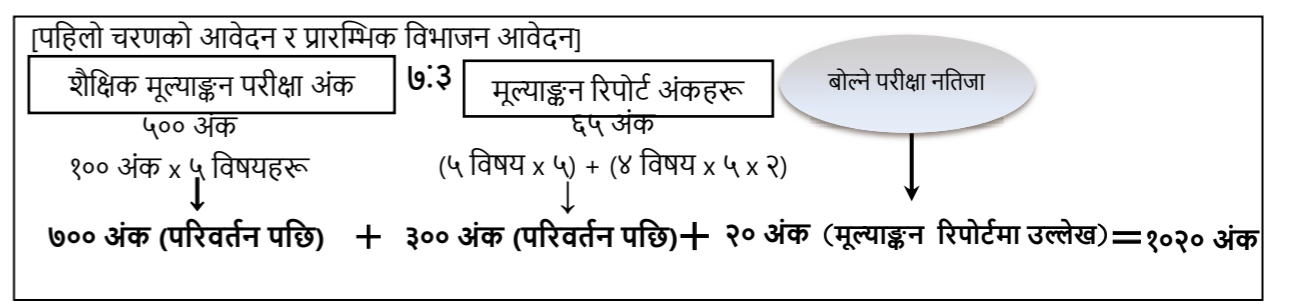 [पहिलो चरणको आवेदन र प्रारम्भिक विभाजन आवेदन]
शैक्षिक मूल्याङ्कन परीक्षा अंक ७:३ मूल्याङ्कन रिपोर्ट अंकहरू बोल्ने परीक्षा नतिजा
५०० अंक ६५ अंक
१०० अंक x ५ विषयहरू (५ विषय x ५) + (४ विषय x ५ x २)
७०० अंक (परिवर्तन पछि) + ३०० अंक (परिवर्तन पछि) + २० अंक (मूल्याङ्कन रिपोर्टमा उल्लेख) = १०२० अंक